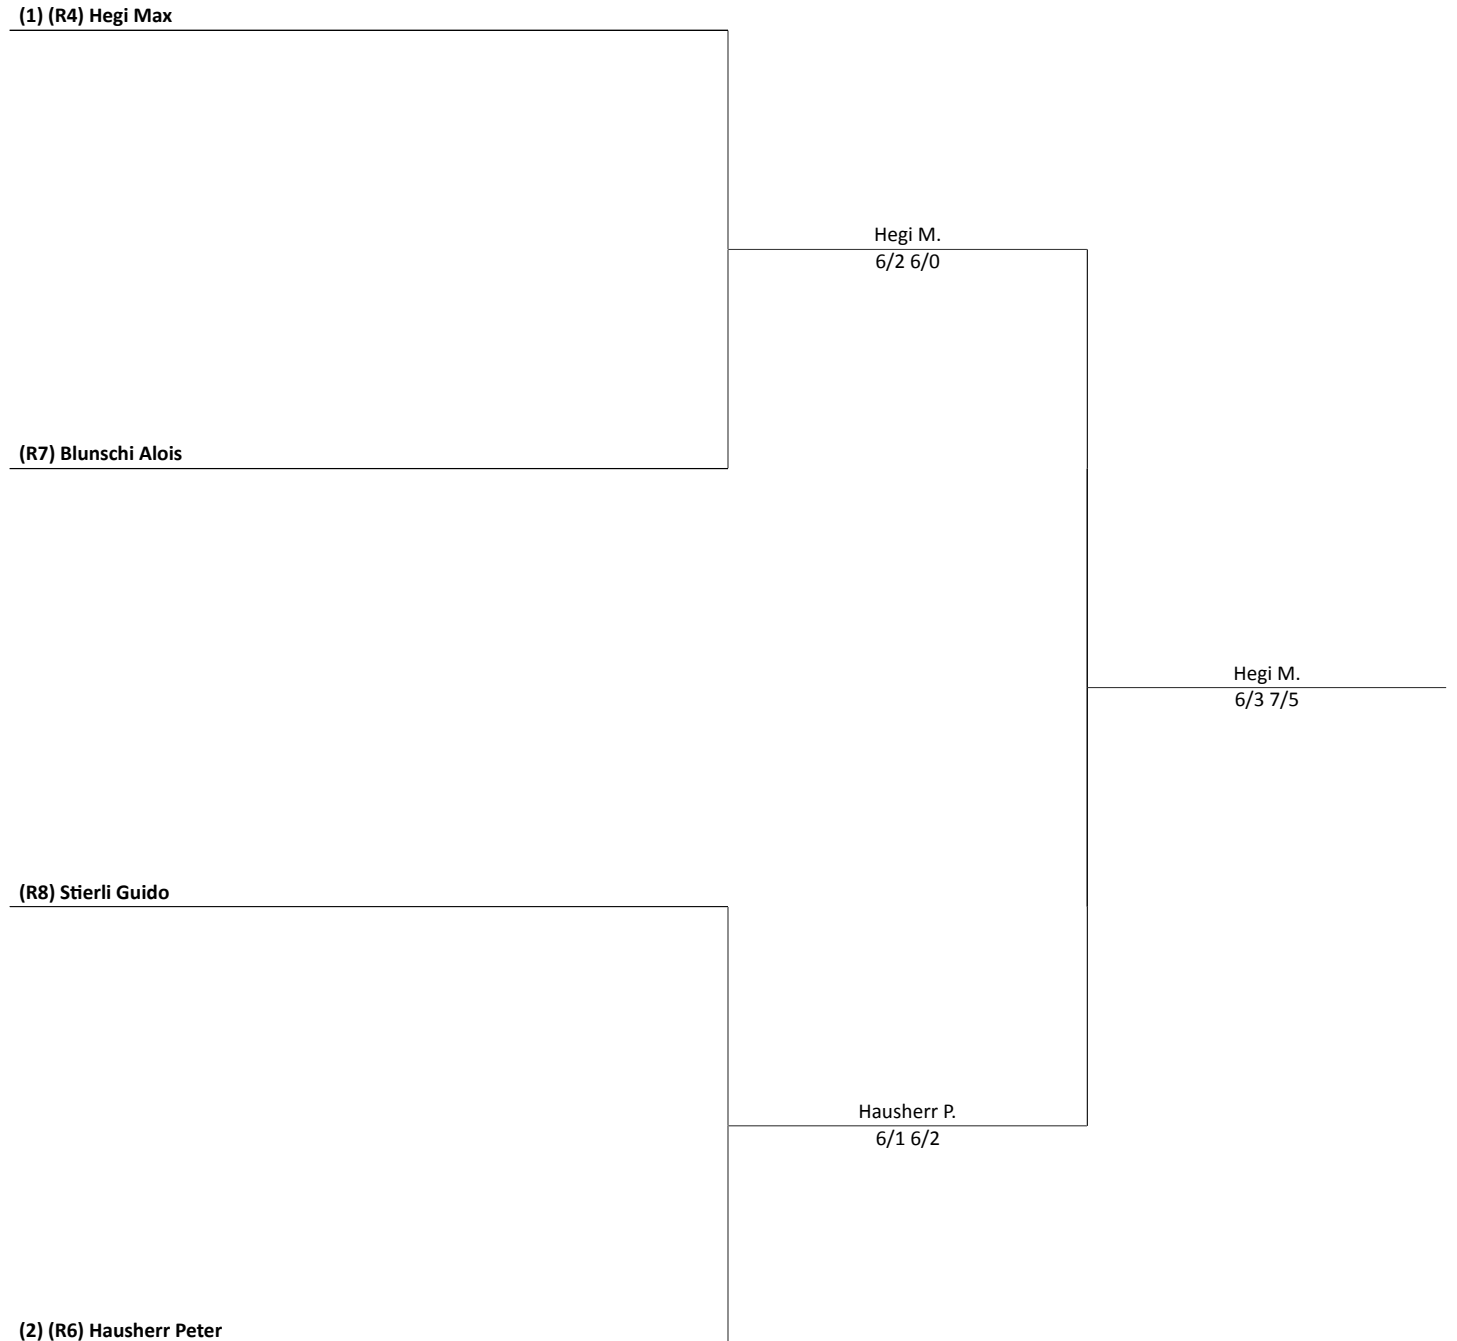 (1) (R4) Hegi Max
Hegi M.
6/2 6/0
(R7) Blunschi Alois
Hegi M.
6/3 7/5
(R8) Stierli Guido
Hausherr P.
6/1 6/2
(2) (R6) Hausherr Peter